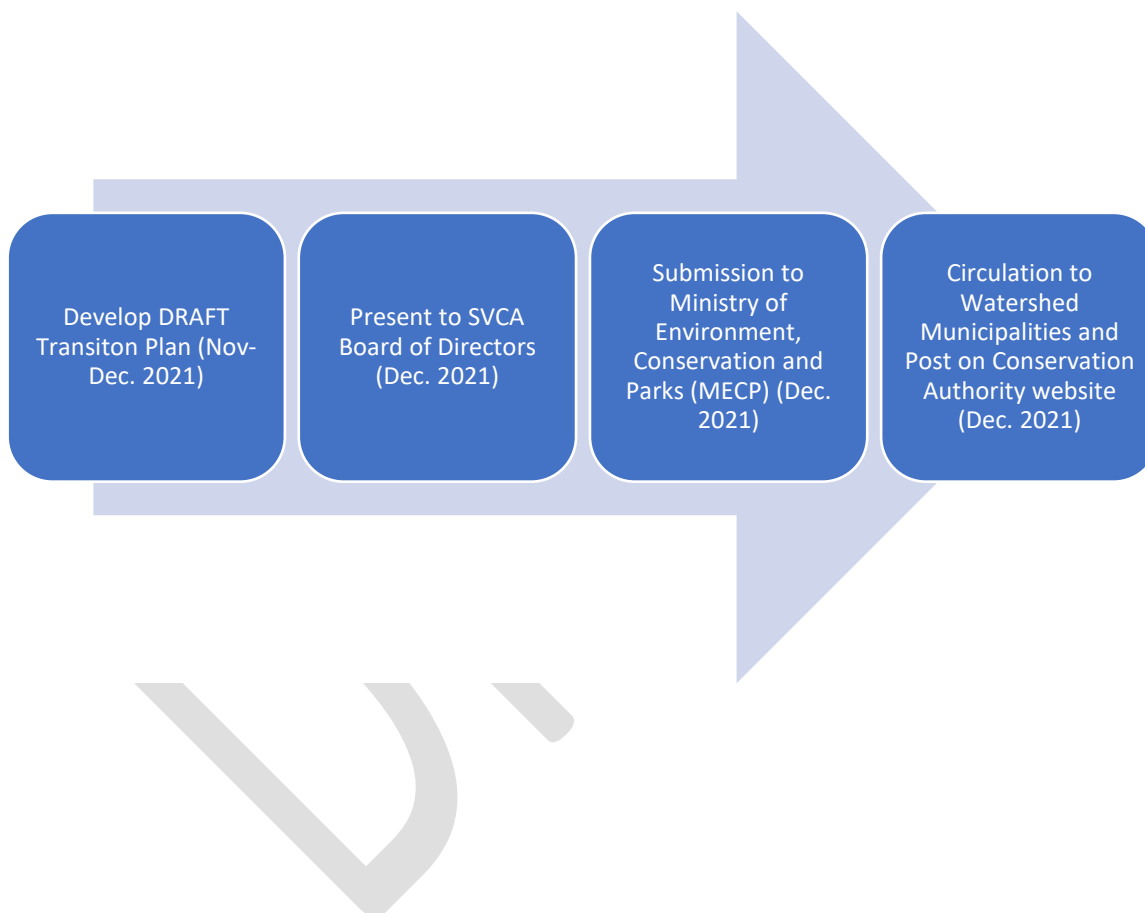 Develop DRAFT
Transiton Plan (Nov-
Dec. 2021)
Present to SVCA
Board of Directors
(Dec. 2021)
Submission to
Ministry of
Environment,
Conservation and
Parks (MECP) (Dec.
2021)
Circulation to
Watershed
Municipalities and
Post on Conservation
Authority website
(Dec. 2021)